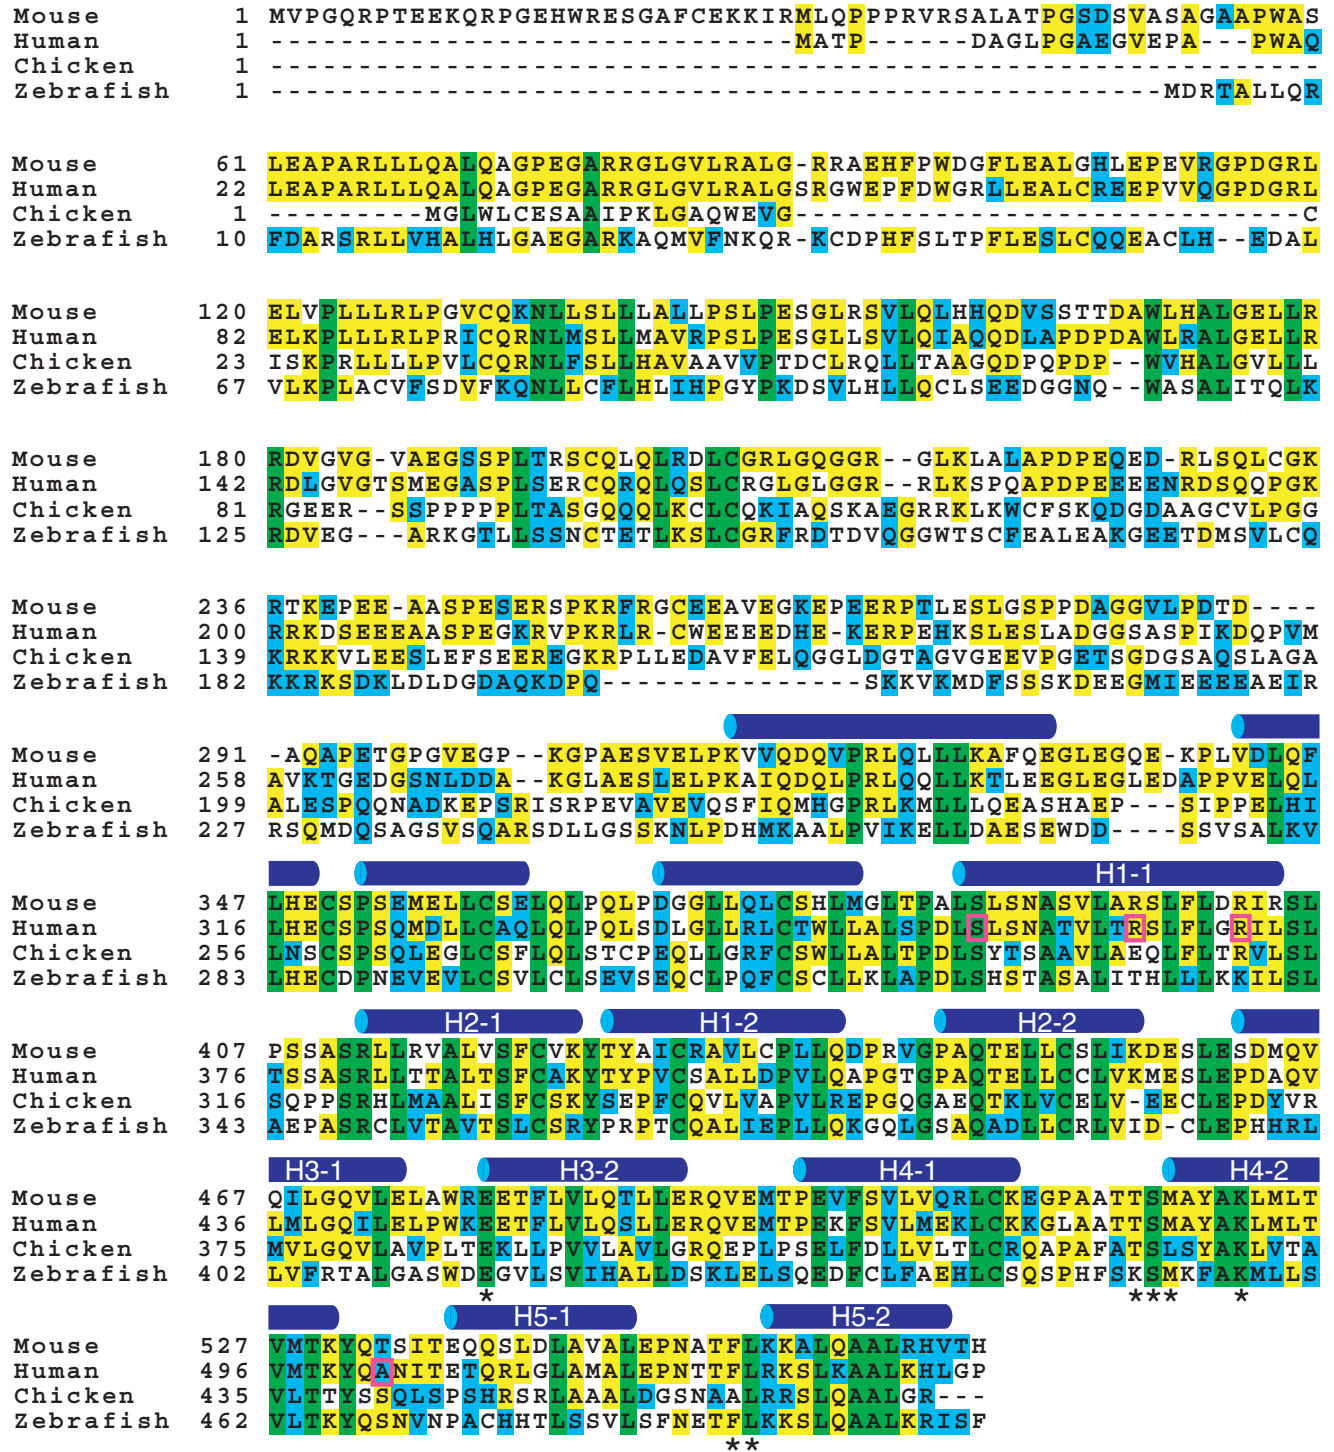 Mouse 1 MVPGQRPTEEKQRPGEHWRESGAFCEKKIRMLQPPPRVRSALATPGSDSVASAGAAPWAS
Human 1 ------------------------------MATP------DAGLPGAEGVEPA---PWAQ
Chicken 1 ------------------------------------------------------------
Zebrafish 1 ---------------------------------------------------MDRTALLQR
Mouse 61 LEAPARLLLQALQAGPEGARRGLGVLRALG-RRAEHFPWDGFLEALGHLEPEVRGPDGRL
Human 22 LEAPARLLLQALQAGPEGARRGLGVLRALGSRGWEPFDWGRLLEALCREEPVVQGPDGRL
Chicken 1 ---------MGLWLCESAAIPKLGAQWEVG-----------------------------C
Zebrafish 10 FDARSRLLVHALHLGAEGARKAQMVFNKQR-KCDPHFSLTPFLESLCQQEACLH--EDAL
Mouse 120 ELVPLLLRLPGVCQKNLLSLLLALLPSLPESGLRSVLQLHHQDVSSTTDAWLHALGELLR
Human 82 ELKPLLLRLPRICQRNLMSLLMAVRPSLPESGLLSVLQIAQQDLAPDPDAWLRALGELLR
Chicken 23 ISKPRLLLLPVLCQRNLFSLLHAVAAVVPTDCLRQLLTAAGQDPQPDP--WVHALGVLLL
Zebrafish 67 VLKPLACVFSDVFKQNLLCFLHLIHPGYPKDSVLHLLQCLSEEDGGNQ--WASALITQLK
Mouse 180 RDVGVG-VAEGSSPLTRSCQLQLRDLCGRLGQGGR--GLKLALAPDPEQED-RLSQLCGK
Human 142 RDLGVGTSMEGASPLSERCQRQLQSLCRGLGLGGR--RLKSPQAPDPEEEENRDSQQPGK
Chicken 81 RGEER--SSPPPPPLTASGQQQLKCLCQKIAQSKAEGRRKLKWCFSKQDGDAAGCVLPGG
Zebrafish 125 RDVEG---ARKGTLLSSNCTETLKSLCGRFRDTDVQGGWTSCFEALEAKGEETDMSVLCQ
Mouse 236 RTKEPEE-AASPESERSPKRFRGCEEAVEGKEPEERPTLESLGSPPDAGGVLPDTD----
Human 200 RRKDSEEEAASPEGKRVPKRLR-CWEEEEDHE-KERPEHKSLESLADGGSASPIKDQPVM
Chicken 139 KRKKVLEESLEFSEEREGKRPLLEDAVFELQGGLDGTAGVGEEVPGETSGDGSAQSLAGA
Zebrafish 182 KKRKSDKLDLDGDAQKDPQ---------------SKKVKMDFSSSKDEEGMIEEEEAEIR
Mouse 291 -AQAPETGPGVEGP--KGPAESVELPKVVQDQVPRLQLLLKAFQEGLEGQE-KPLVDLQF
Human 258 AVKTGEDGSNLDDA--KGLAESLELPKAIQDQLPRLQQLLKTLEEGLEGLEDAPPVELQL
Chicken 199 ALESPQQNADKEPSRISRPEVAVEVQSFIQMHGPRLKMLLLQEASHAEP---SIPPELHI
Zebrafish 227 RSQMDQSAGSVSQARSDLLGSSKNLPDHMKAALPVIKELLDAESEWDD----SSVSALKV
H1-1
Mouse 347 LHECSPSEMELLCSELQLPQLPDGGLLQLCSHLMGLTPALSLSNASVLARSLFLDRIRSL
Human 316 LHECSPSQMDLLCAQLQLPQLSDLGLLRLCTWLLALSPDLSLSNATVLTRSLFLGRILSL
Chicken 256 LNSCSPSQLEGLCSFLQLSTCPEQLLGRFCSWLLALTPDLSYTSAAVLAEQLFLTRVLSL
Zebrafish 283 LHECDPNEVEVLCSVLCLSEVSEQCLPQFCSCLLKLAPDLSHSTASALITHLLLKKILSL
H2-1 H1-2 H2-2
Mouse 407 PSSASRLLRVALVSFCVKYTYAICRAVLCPLLQDPRVGPAQTELLCSLIKDESLESDMQV
Human 376 TSSASRLLTTALTSFCAKYTYPVCSALLDPVLQAPGTGPAQTELLCCLVKMESLEPDAQV
Chicken 316 SQPPSRHLMAALISFCSKYSEPFCQVLVAPVLREPGQGAEQTKLVCELV-EECLEPDYVR
Zebrafish 343 AEPASRCLVTAVTSLCSRYPRPTCQALIEPLLQKGQLGSAQADLLCRLVID-CLEPHHRL
H3-1 H3-2 H4-1 H4-2
Mouse 467 QILGQVLELAWREETFLVLQTLLERQVEMTPEVFSVLVQRLCKEGPAATTSMAYAKLMLT
Human 436 LMLGQILELPWKEETFLVLQSLLERQVEMTPEKFSVLMEKLCKKGLAATTSMAYAKLMLT
Chicken 375 MVLGQVLAVPLTEKLLPVVLAVLGRQEPLPSELFDLLVLTLCRQAPAFATSLSYAKLVTA
Zebrafish 402 LVFRTALGASWDEGVLSVIHALLDSKLELSQEDFCLFAEHLCSQSPHFSKSMKFAKMLLS
* *** *
H5-1 H5-2
Mouse 527 VMTKYQTSITEQQSLDLAVALEPNATFLKKALQAALRHVTH
Human 496 VMTKYQANITETQRLGLAMALEPNTTFLRKSLKAALKHLGP
Chicken 435 VLTTYSSQLSPSHRSRLAAALDGSNAALRRSLQAALGR---
Zebrafish 462 VLTKYQSNVNPACHHTLSSVLSFNETFLKKSLQAALKRISF
**